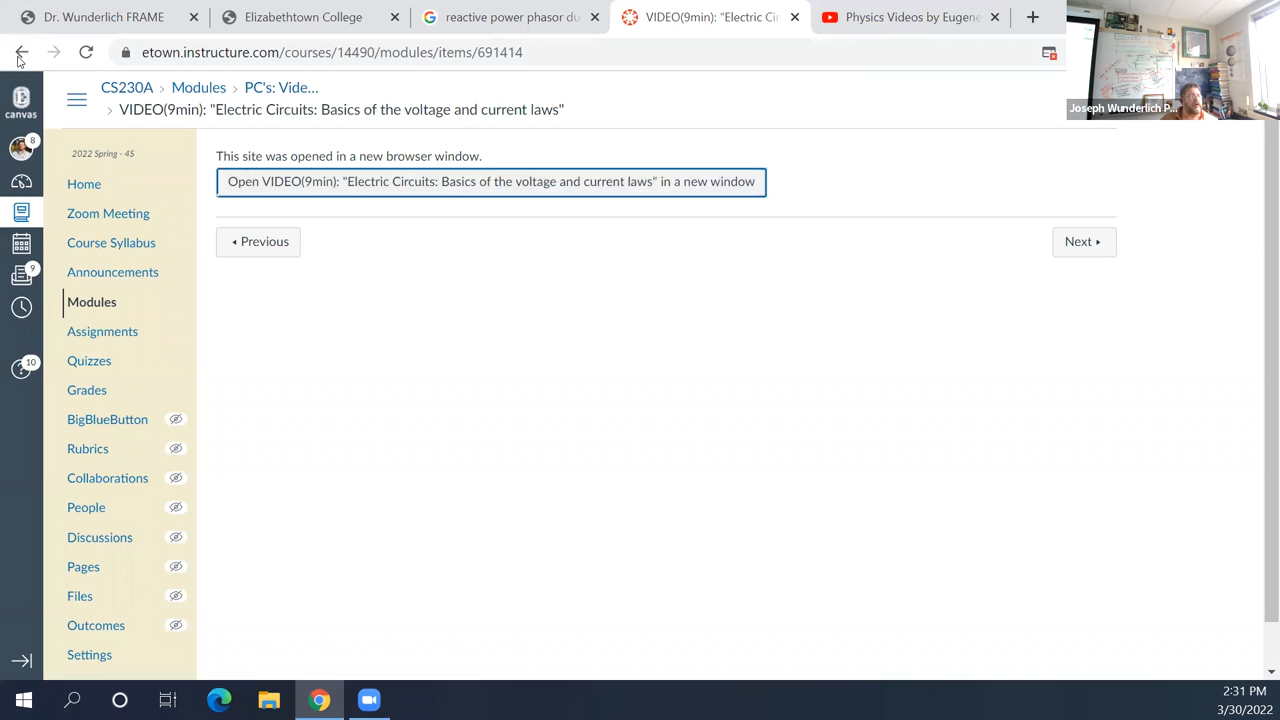 Dr. Wunderlich FRAME
Elizabethtown College
reactive power phasor du
VIDEO(9min): "Electric Cir
Physics Videos by Eugene
etown.instructure.com/courses/14490/modules/items/691414
Joseph Wunderlich P...
canvas
8
9
10
CS230A > Modules > PC's: Vide...
> VIDEO(9min): "Electric Circuits: Basics of the voltage and current laws"
2022 Spring - 4S
Home
Zoom Meeting
Course Syllabus
Announcements
Modules
Assignments
Quizzes
Grades
BigBlueButton
Rubrics
Collaborations
People
Discussions
Pages
Files
Outcomes
Settings
This site was opened in a new browser window.
Open VIDEO(9min): "Electric Circuits: Basics of the voltage and current laws" in a new window
Previous
Next
2:31 PM
3/30/2022